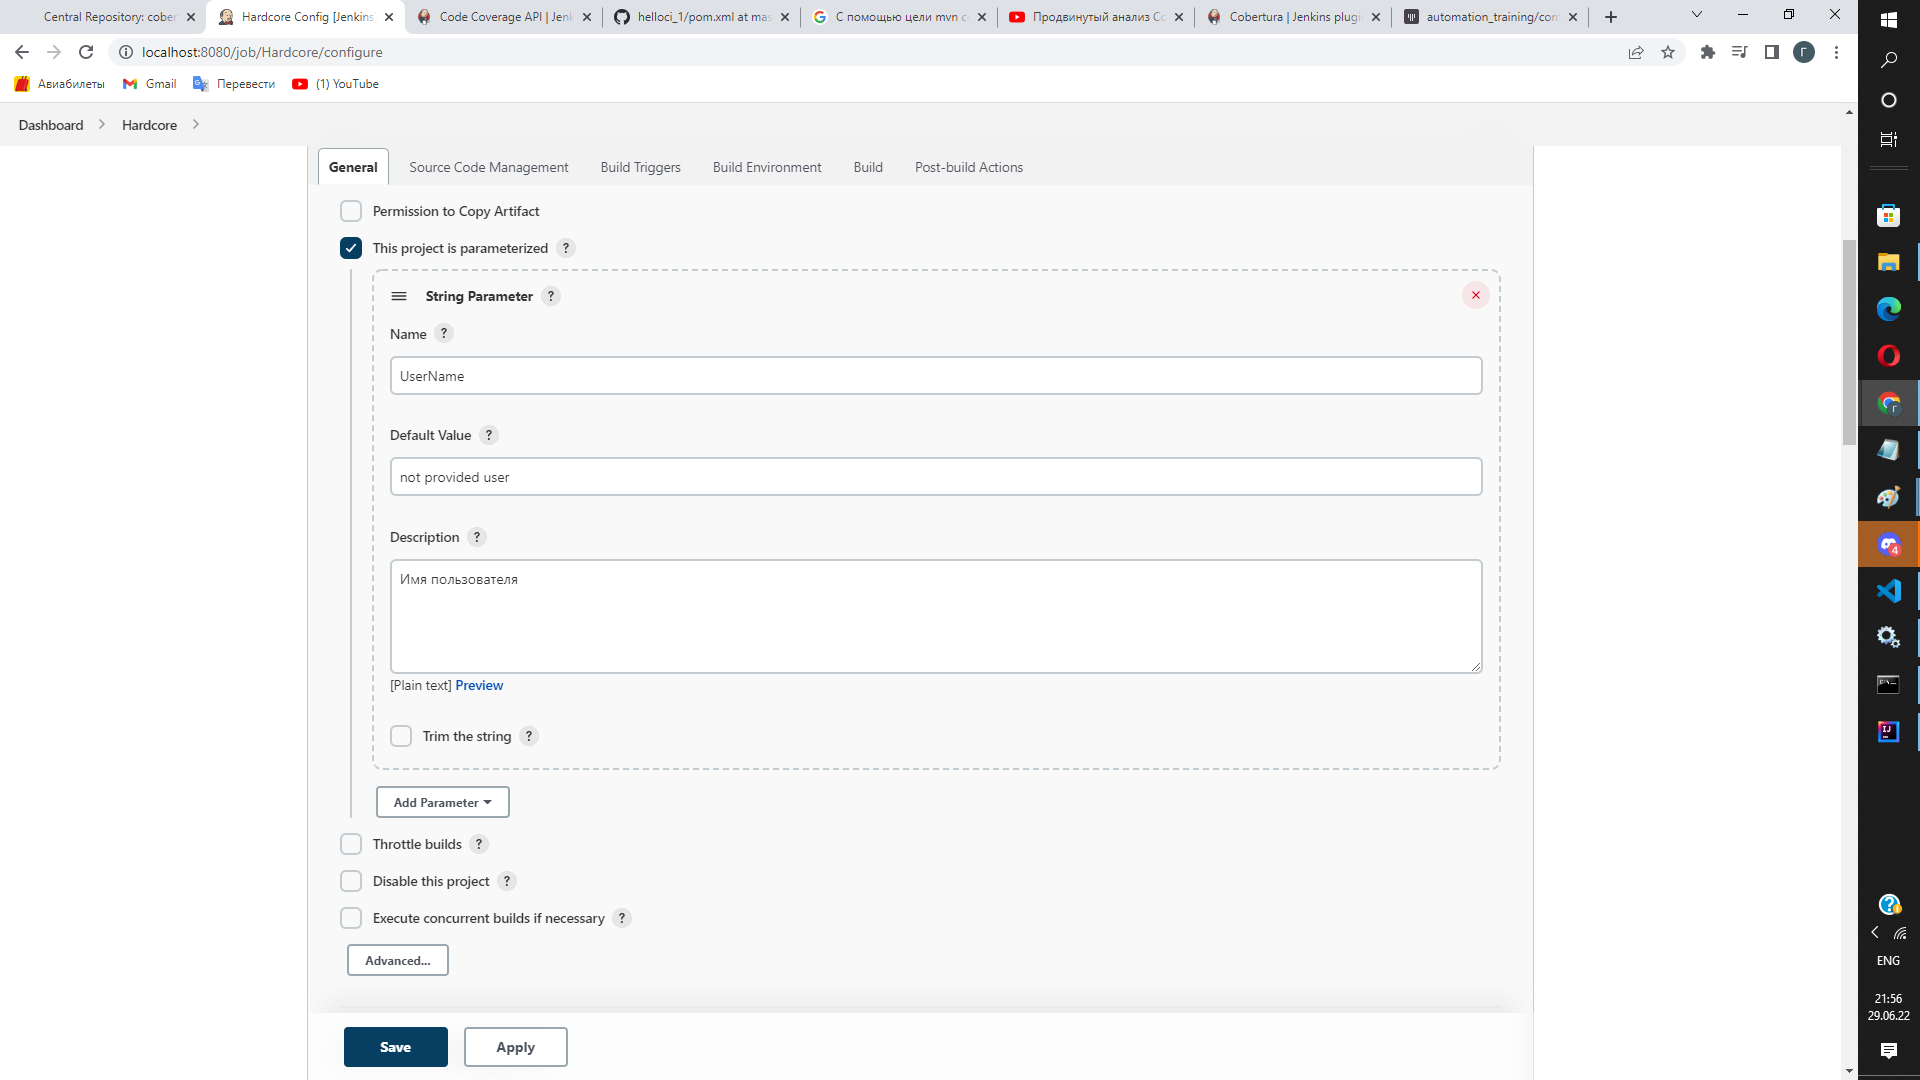 Central Repository: cober
Hardcore Config [Jenkins
Code Coverage API | Jenl
helloci_1/pom.xml at mas
С помощью цели mvn c
Продвинутый анализ Co
Cobertura | Jenkins plugi
automation_training/con
localhost:8080/job/Hardcore/configure
Г
Авиабилеты
Gmail
Перевести
(1) YouTube
Dashboard
Hardcore
General
Source Code Management
Build Triggers
Build Environment
Build
Post-build Actions
Permission to Copy Artifact
This project is parameterized ?
String Parameter ?
Name ?
UserName
Default Value ?
not provided user
Description ?
Имя пользователя
[Plain text] Preview
Trim the string ?
Add Parameter
Throttle builds ?
Disable this project ?
Execute concurrent builds if necessary ?
Advanced...
Save
Apply
4
ENG
21:56
29.06.22